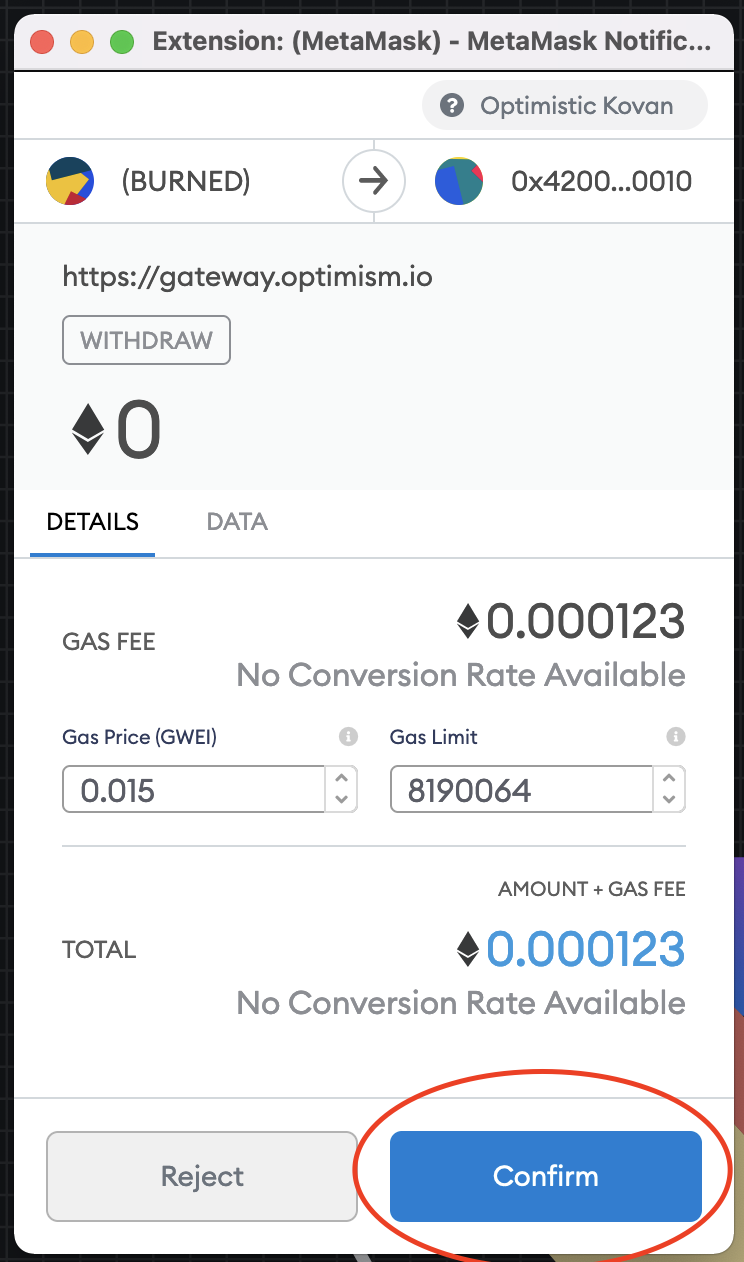 Extension: (MetaMask) - MetaMask Notific...
? Optimistic Kovan
(BURNED) 0x4200...0010
https://gateway.optimism.io
WITHDRAW
0
DETAILS DATA
GAS FEE 0.000123
No Conversion Rate Available
Gas Price (GWEI) Gas Limit
0.015 8190064
AMOUNT + GAS FEE
TOTAL 0.000123
No Conversion Rate Available
Reject Confirm